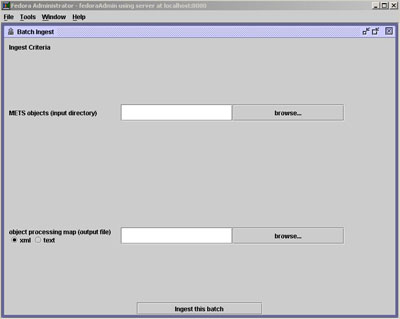 Fedora Administrator - fedoraAdmin using server at localhost:8080
File Tools Window Help
Batch Ingest
Ingest Criteria
METS objects (input directory) browse...
object processing map (output file) browse...
xml text
Ingest this batch